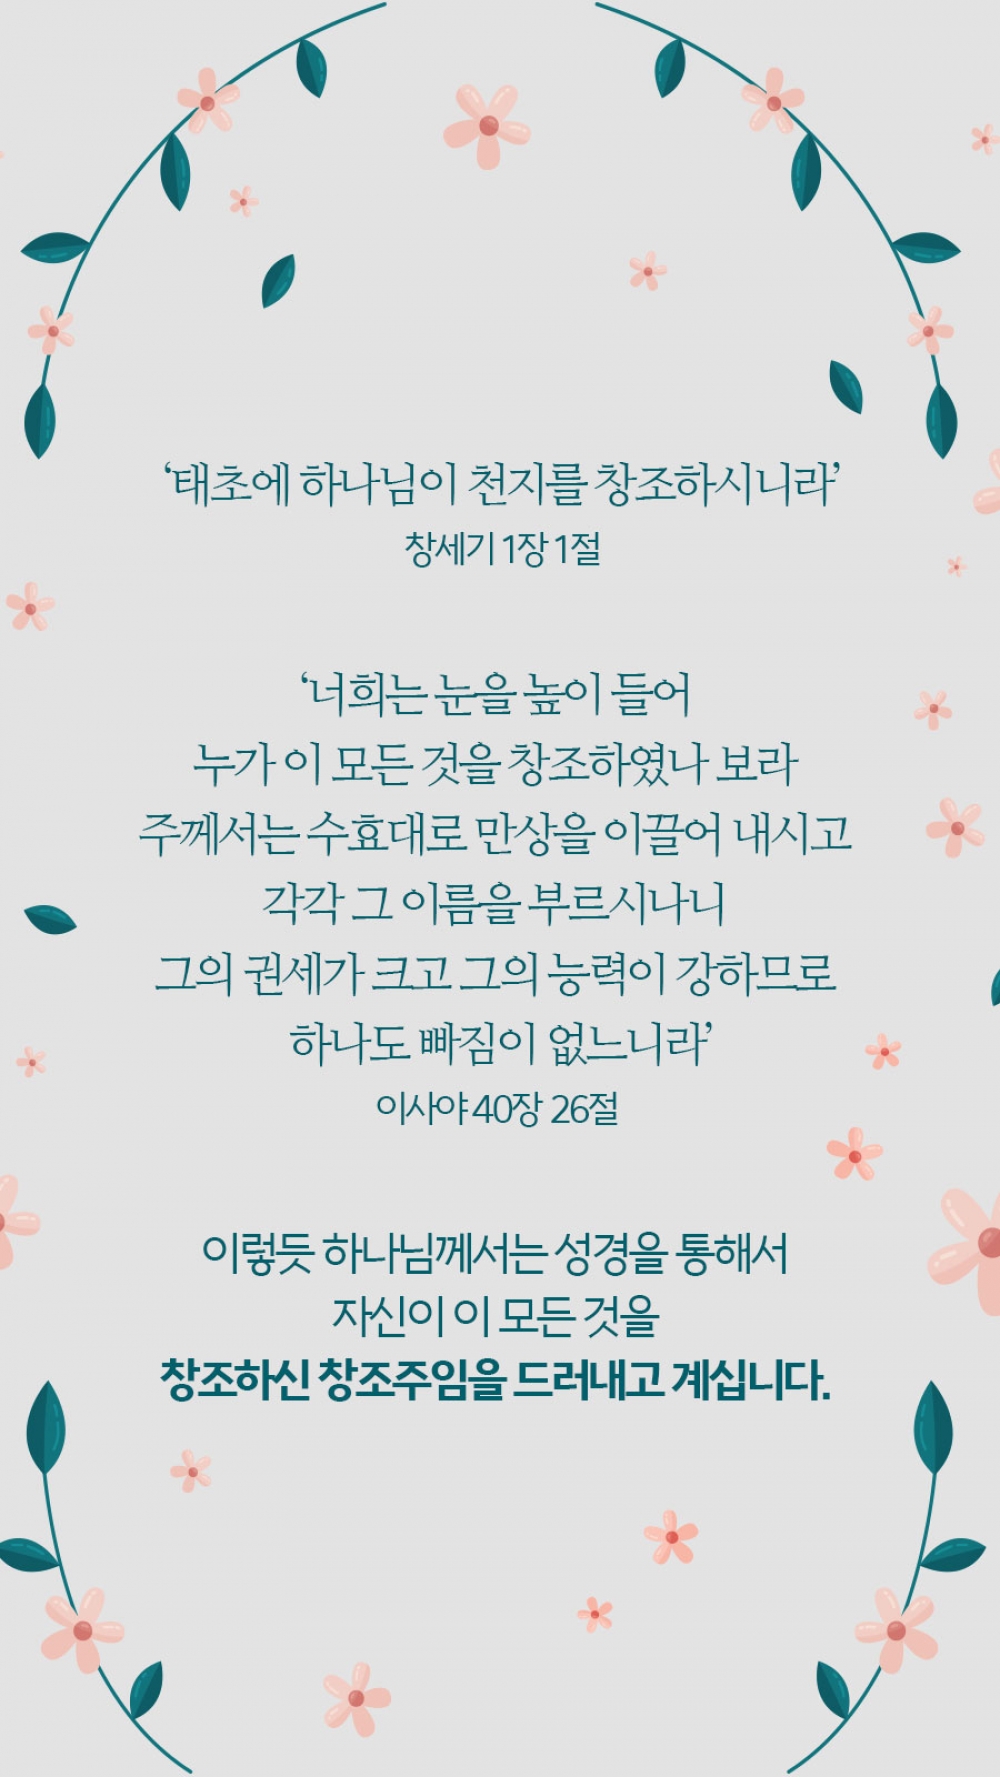 ‘태초에 하나님이 천지를 창조하시니라’
창세기 1장 1절
‘너희는 눈을 높이 들어
누가 이 모든 것을 창조하였나 보라
주께서는 수효대로 만상을 이끌어 내시고
각각 그 이름을 부르시나니
그의 권세가 크고 그의 능력이 강하므로
하나도 빠짐이 없느니라’
이사야 40장 26절
이렇듯 하나님께서는 성경을 통해서
자신이 이 모든 것을
창조하신 창조주임을 드러내고 계십니다.